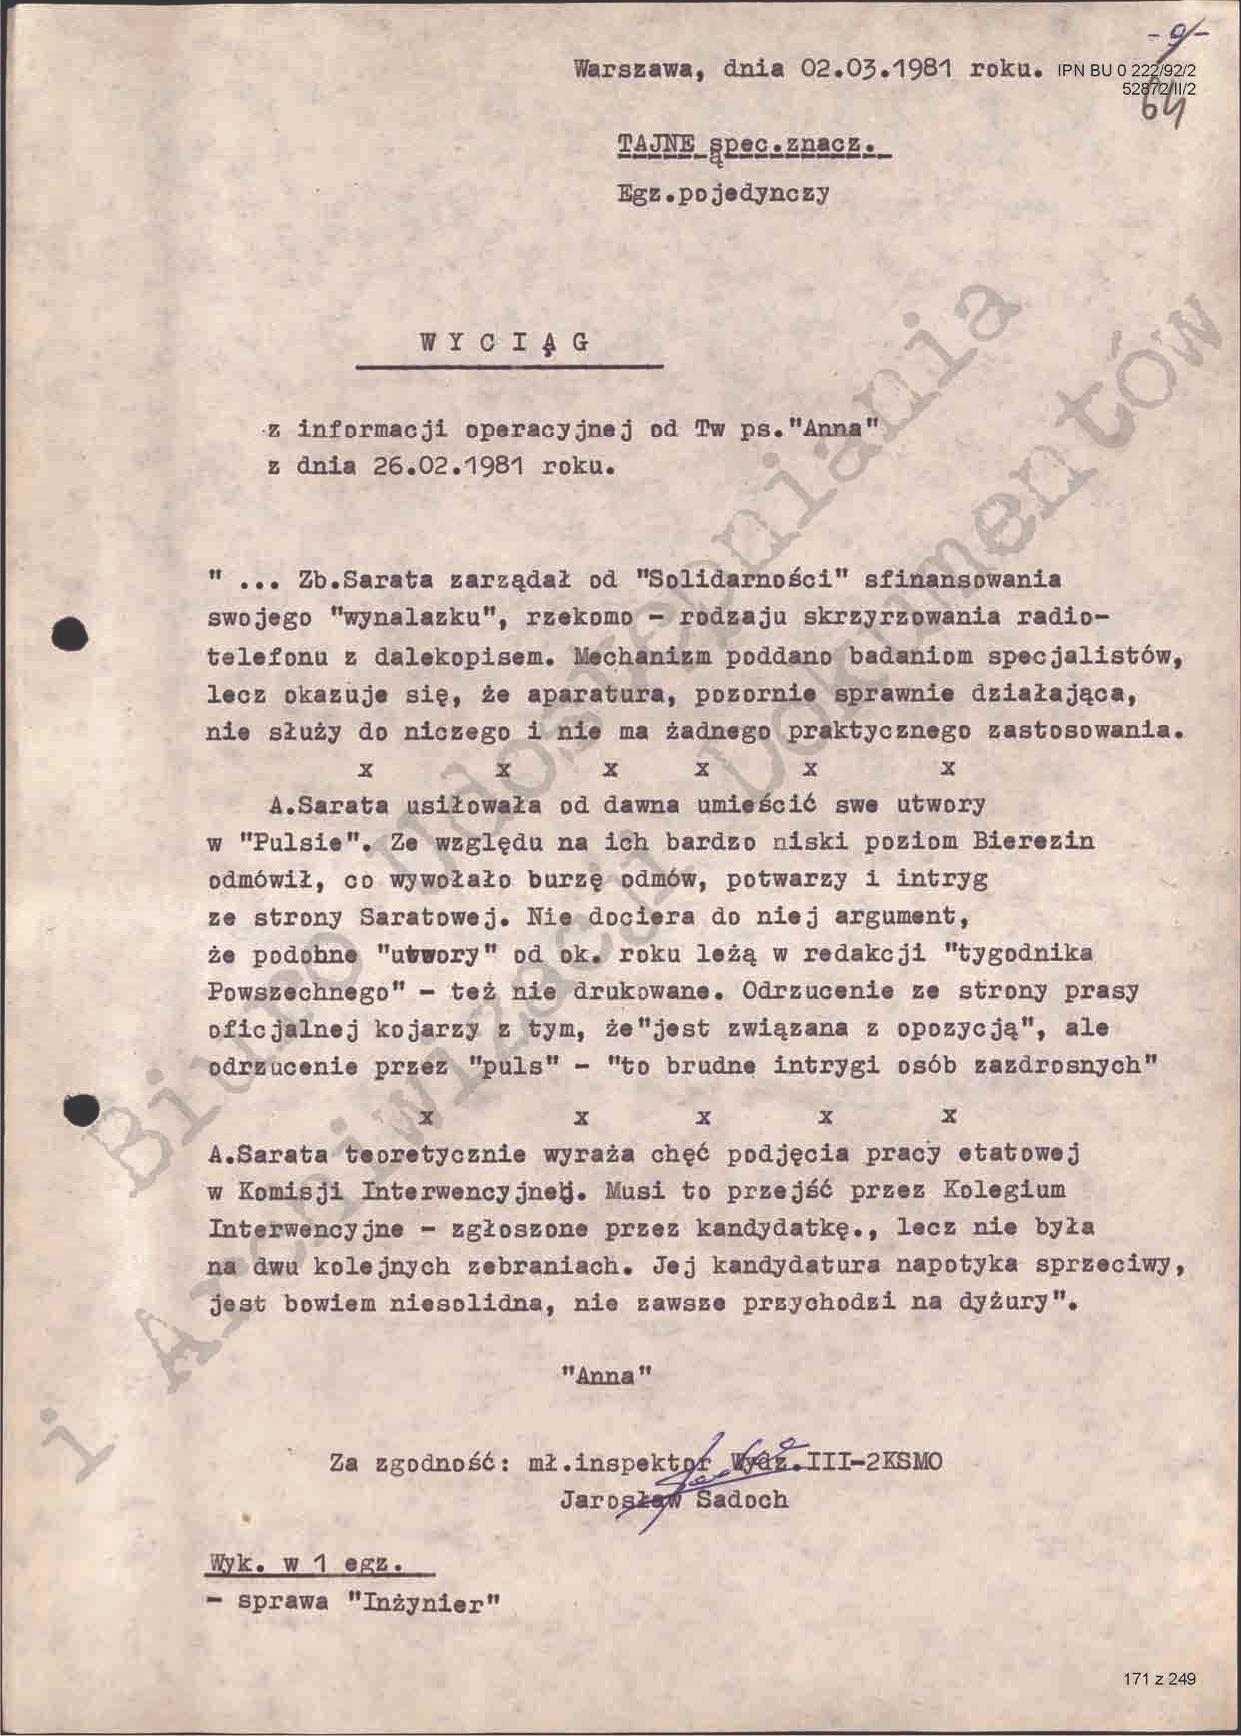 - 9 -
Warszawa, dnia 02.03.1981 roku. IPN BU 0 222/92/2
52872/II/2
64
TAJNE spec.znacz.
Egz.pojedynczy
W Y C I Ą G
z informacji operacyjnej od Tw ps."Anna"
z dnia 26.02.1981 roku.
" ... Zb.Sarata zarządał od "Solidarności" sfinansowania
swojego "wynalazku", rzekomo - rodzaju skrzyrzowania radio-
telefonu z dalekopisem. Mechanizm poddano badaniom specjalistów,
lecz okazuje się, że aparatura, pozornie sprawnie działająca,
nie służy do niczego i nie ma żadnego praktycznego zastosowania.
x x x x x x
A.Sarata usiłowała od dawna umieścić swe utwory
w "Pulsie". Ze względu na ich bardzo niski poziom Bierezin
odmówił, co wywołało burzę odmów, potwarzy i intryg
ze strony Saratowej. Nie dociera do niej argument,
że podobne "utwory" od ok. roku leżą w redakcji "tygodnika
Powszechnego" - też nie drukowane. Odrzucenie ze strony prasy
oficjalnej kojarzy z tym, że"jest związana z opozycją", ale
odrzucenie przez "puls" - "to brudne intrygi osób zazdrosnych"
x x x x x
A.Sarata teoretycznie wyraża chęć podjęcia pracy etatowej
w Komisji Interwencyjnej. Musi to przejść przez Kolegium
Interwencyjne - zgłoszone przez kandydatkę., lecz nie była
na dwu kolejnych zebraniach. Jej kandydatura napotyka sprzeciwy,
jest bowiem niesolidna, nie zawsze przychodzi na dyżury".
"Anna"
Za zgodność: mł.inspektor Wydz.III-2KSMO
Jarosław Sadoch
Wyk. w 1 egz.
- sprawa "Inżynier"
Biuro Udostępniania
i Archiwizacji Dokumentów
171 z 249